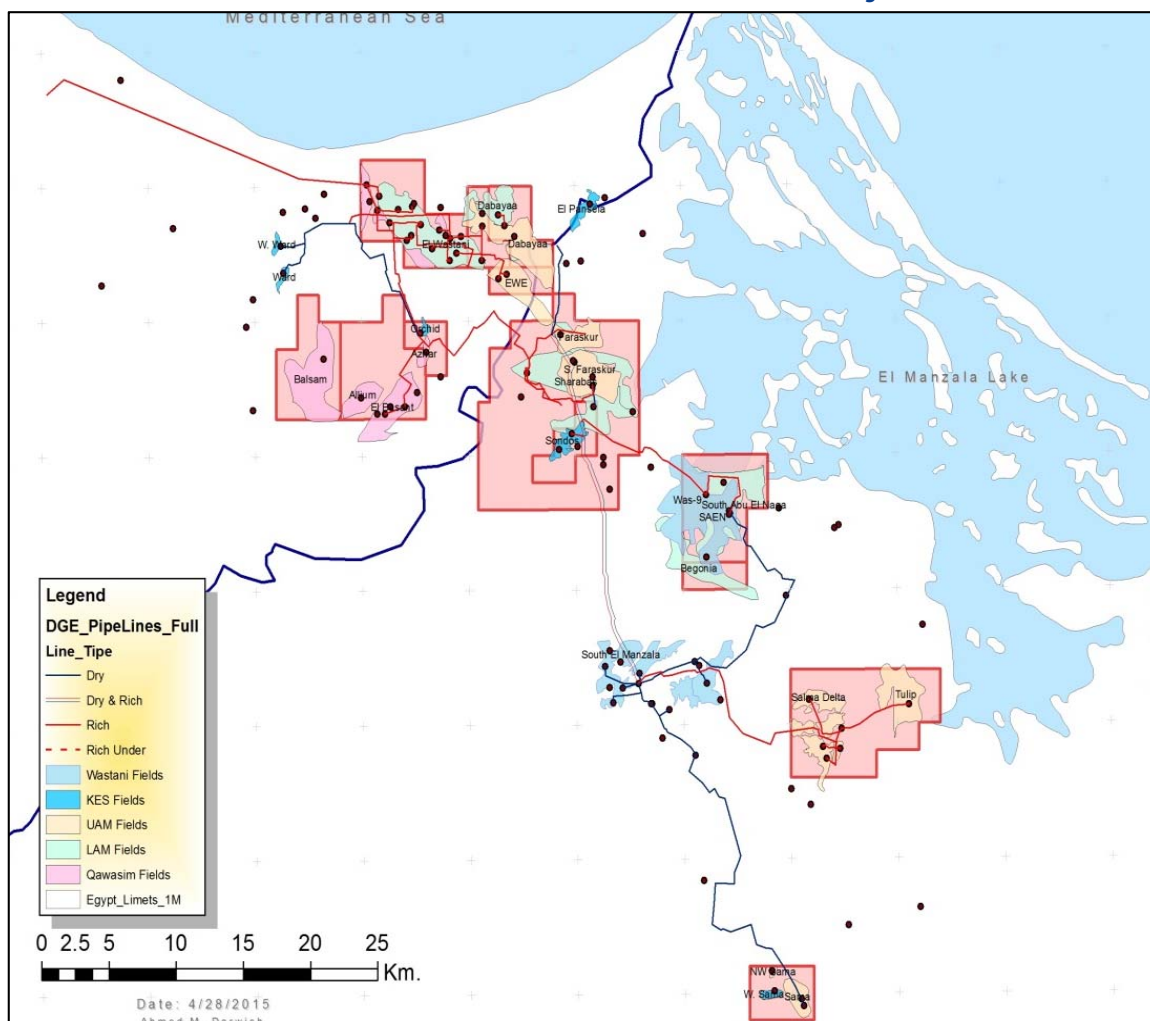 Mediterranean Sea
Dabayaa
El Pansela
W. Ward
El Wastani
Dabayaa
Ward
EWE
Orchid
Faraskur
Azhar
Balsam
S. Faraskur
El Manzala Lake
Sharabas
Allium
El Basant
Sondos
Was-9
South Abu El Naga
SAEN
Begonia
South El Manzala
Salma Delta
Tulip
NW Sama
W. Sama
Sama
Legend
DGE_PipeLines_Full
Line_Tipe
Dry
Dry & Rich
Rich
Rich Under
Wastani Fields
KES Fields
UAM Fields
LAM Fields
Qawasim Fields
Egypt_Limets_1M
0 2.5 5 10 15 20 25
Km.
Date: 4/28/2015